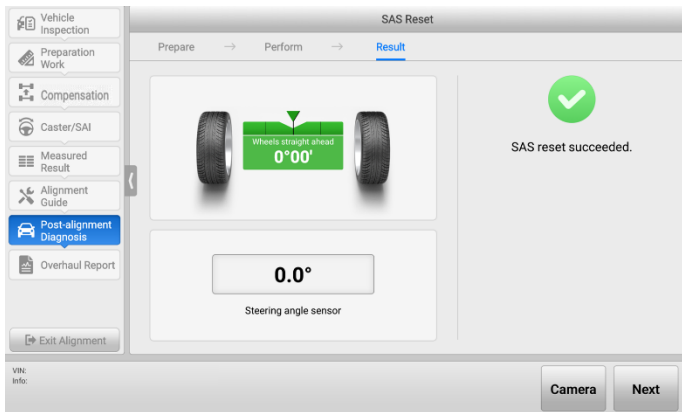 SAS Reset
Vehicle
Inspection
Preparation
Work
Compensation
Caster/SAI
Measured
Result
Alignment
Guide
Post-alignment
Diagnosis
Overhaul Report
Exit Alignment
Prepare → Perform → Result
Wheels straight ahead
0°00'
0.0°
Steering angle sensor
SAS reset succeeded.
VIN:
Info:
Camera
Next